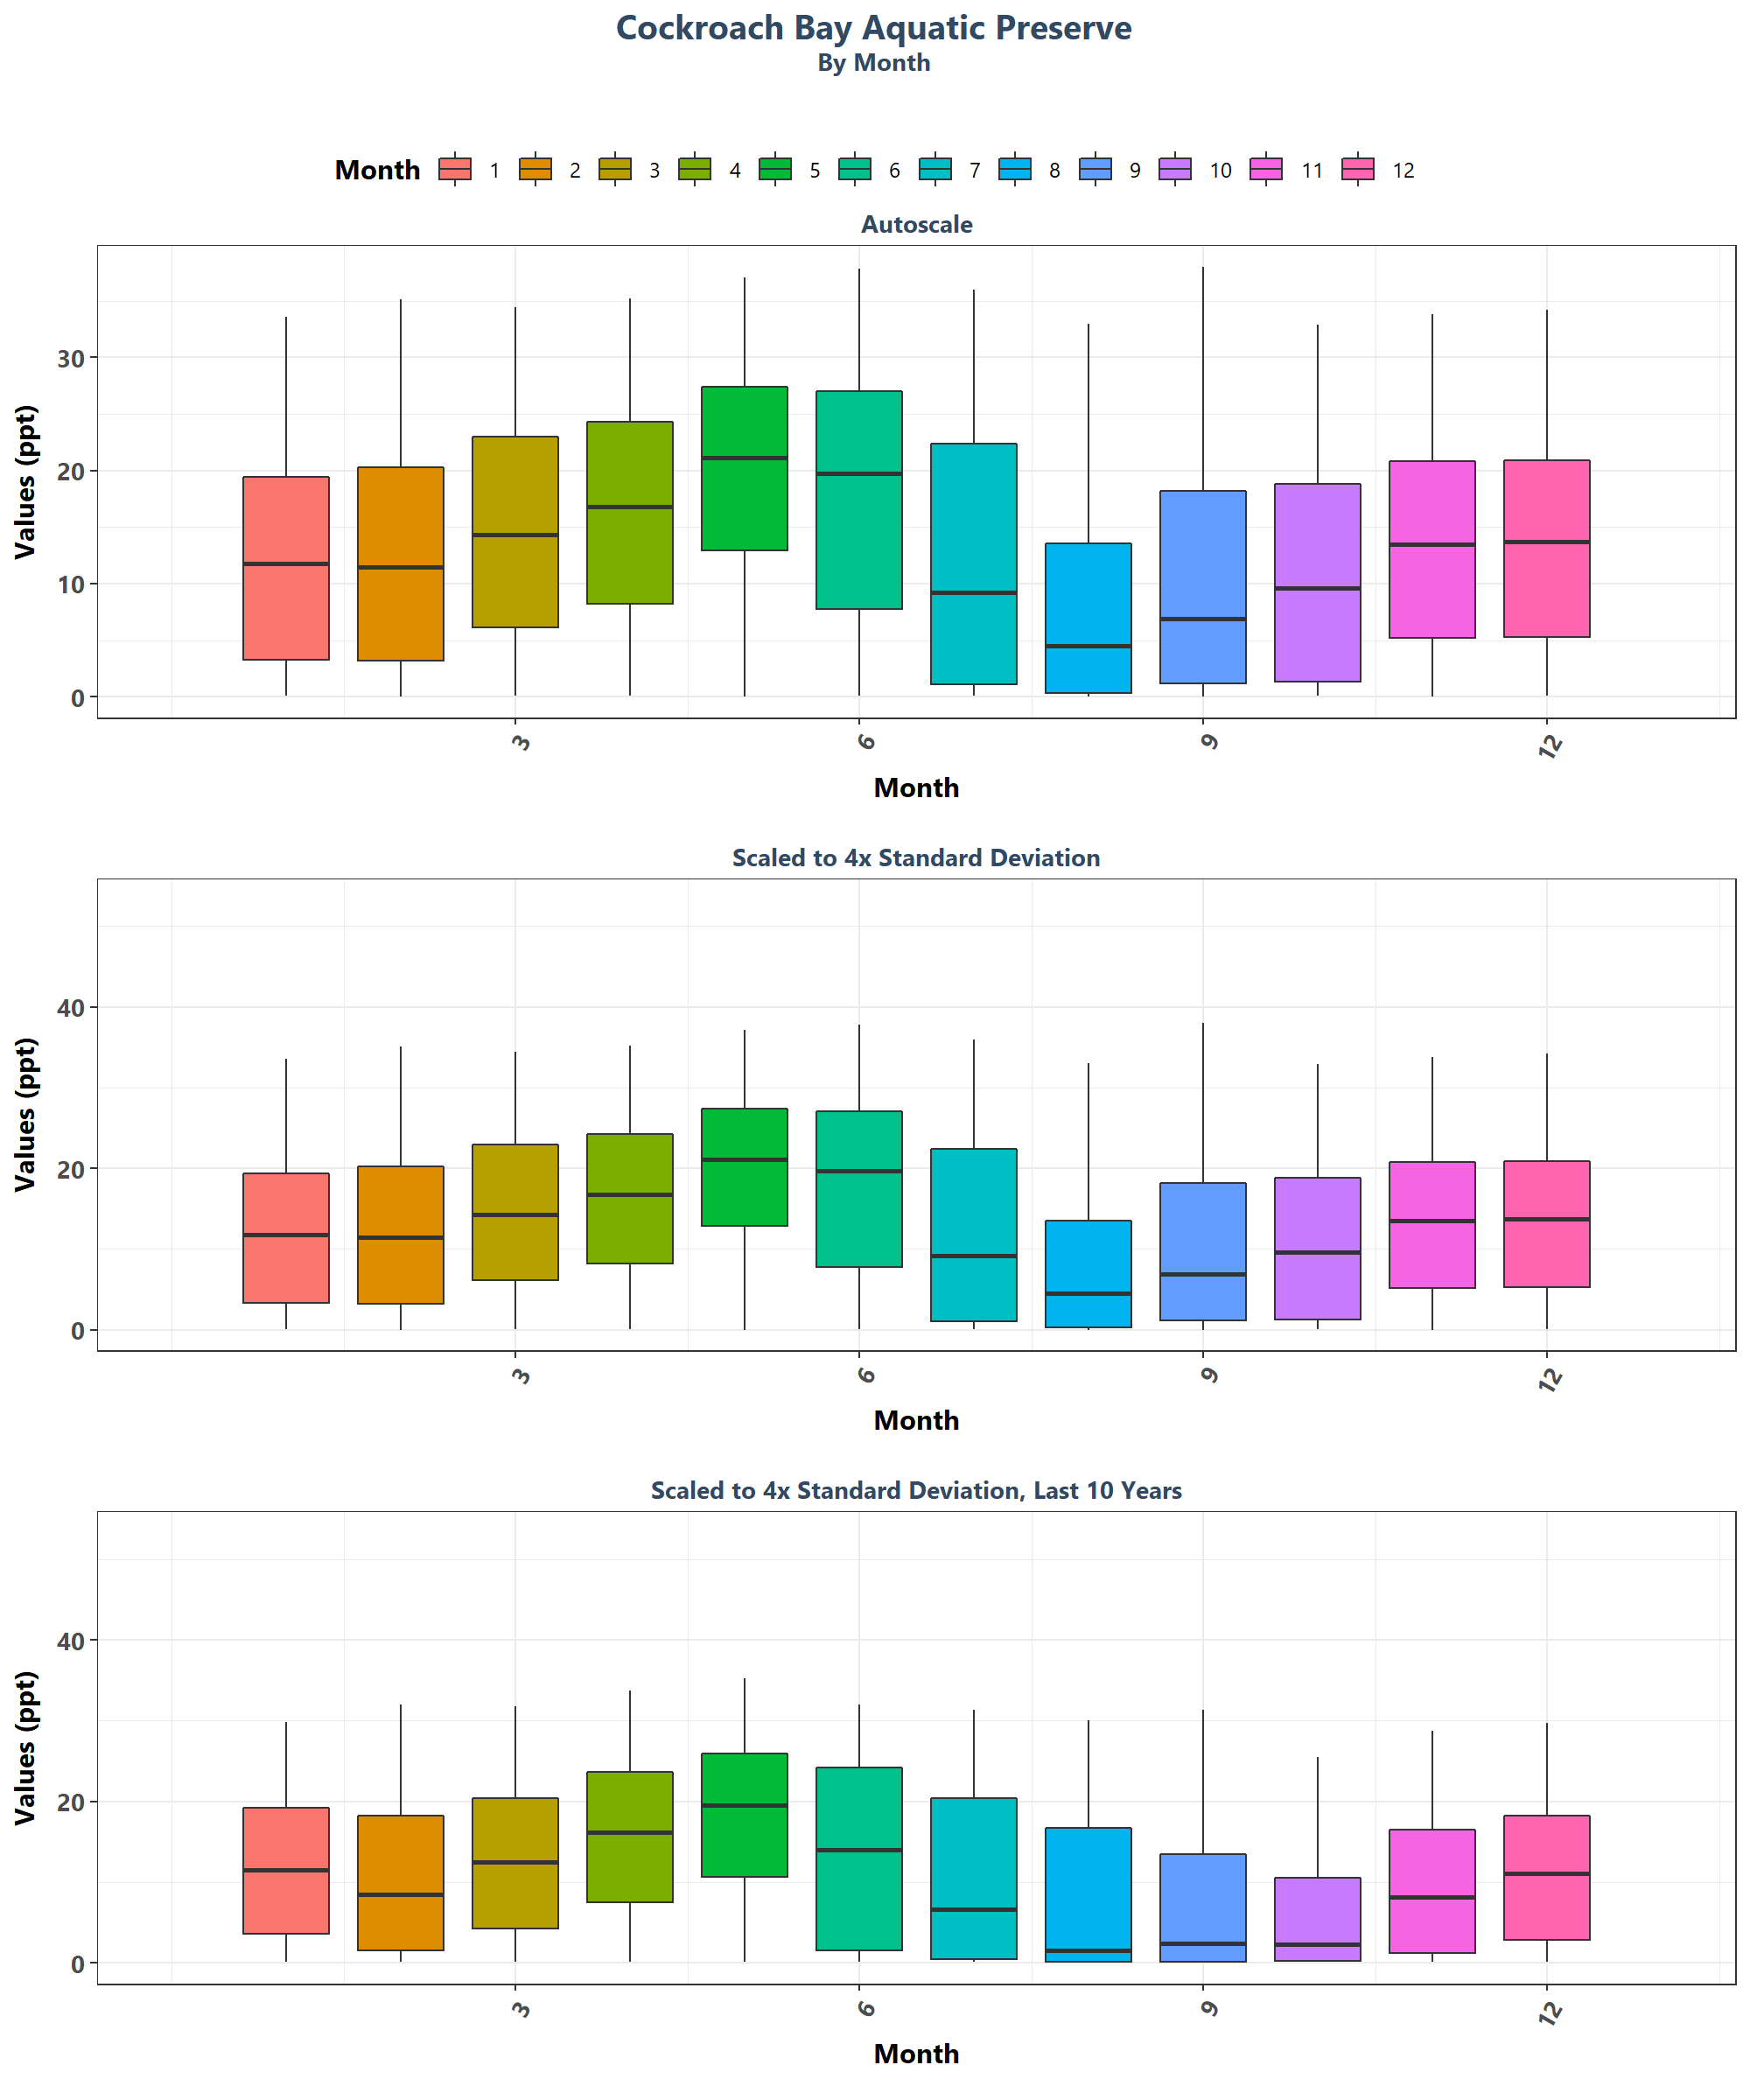 Cockroach Bay Aquatic Preserve
By Month
Month 1 2 3 4 5 6 7 8 9 10 11 12
Autoscale
Values (ppt)
30
20
10
0
3 6 9 12
Month
Scaled to 4x Standard Deviation
Values (ppt)
40
20
0
3 6 9 12
Month
Scaled to 4x Standard Deviation, Last 10 Years
Values (ppt)
40
20
0
3 6 9 12
Month